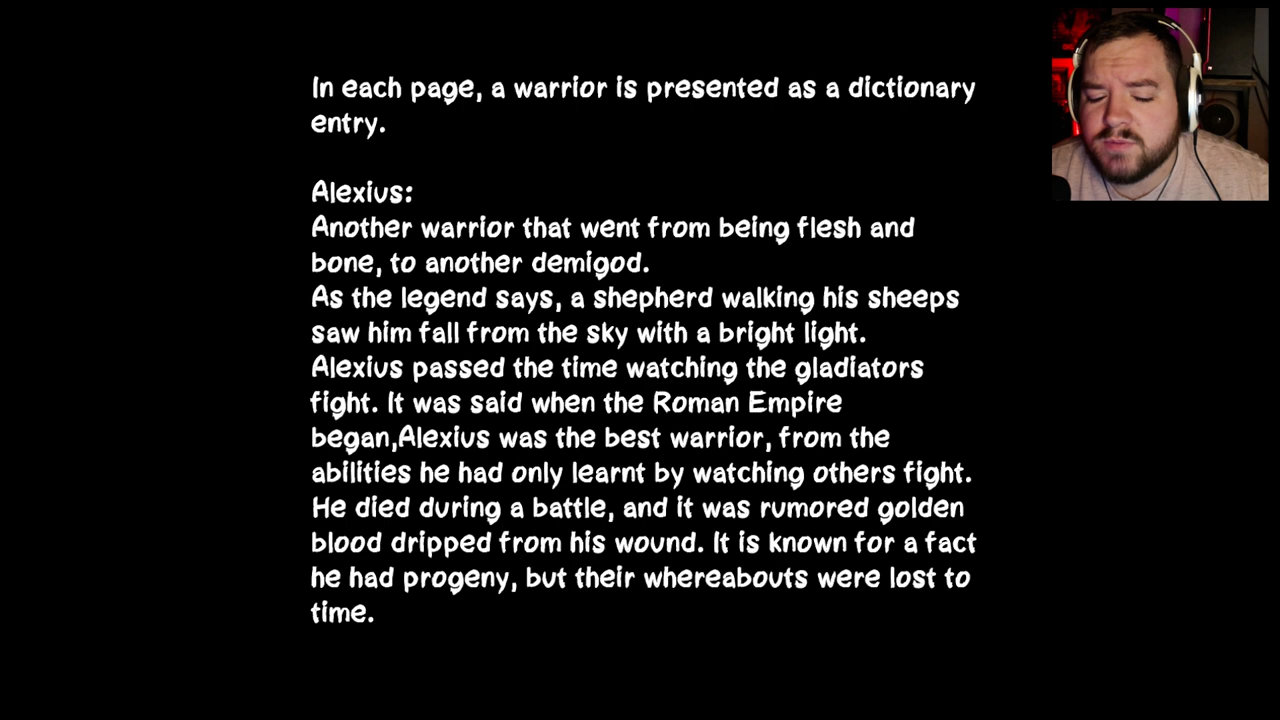 In each page, a warrior is presented as a dictionary
entry.
Alexius:
Another warrior that went from being flesh and
bone, to another demigod.
As the legend says, a shepherd walking his sheeps
saw him fall from the sky with a bright light.
Alexius passed the time watching the gladiators
fight. It was said when the Roman Empire
began,Alexius was the best warrior, from the
abilities he had only learnt by watching others fight.
He died during a battle, and it was rumored golden
blood dripped from his wound. It is known for a fact
he had progeny, but their whereabouts were lost to
time.